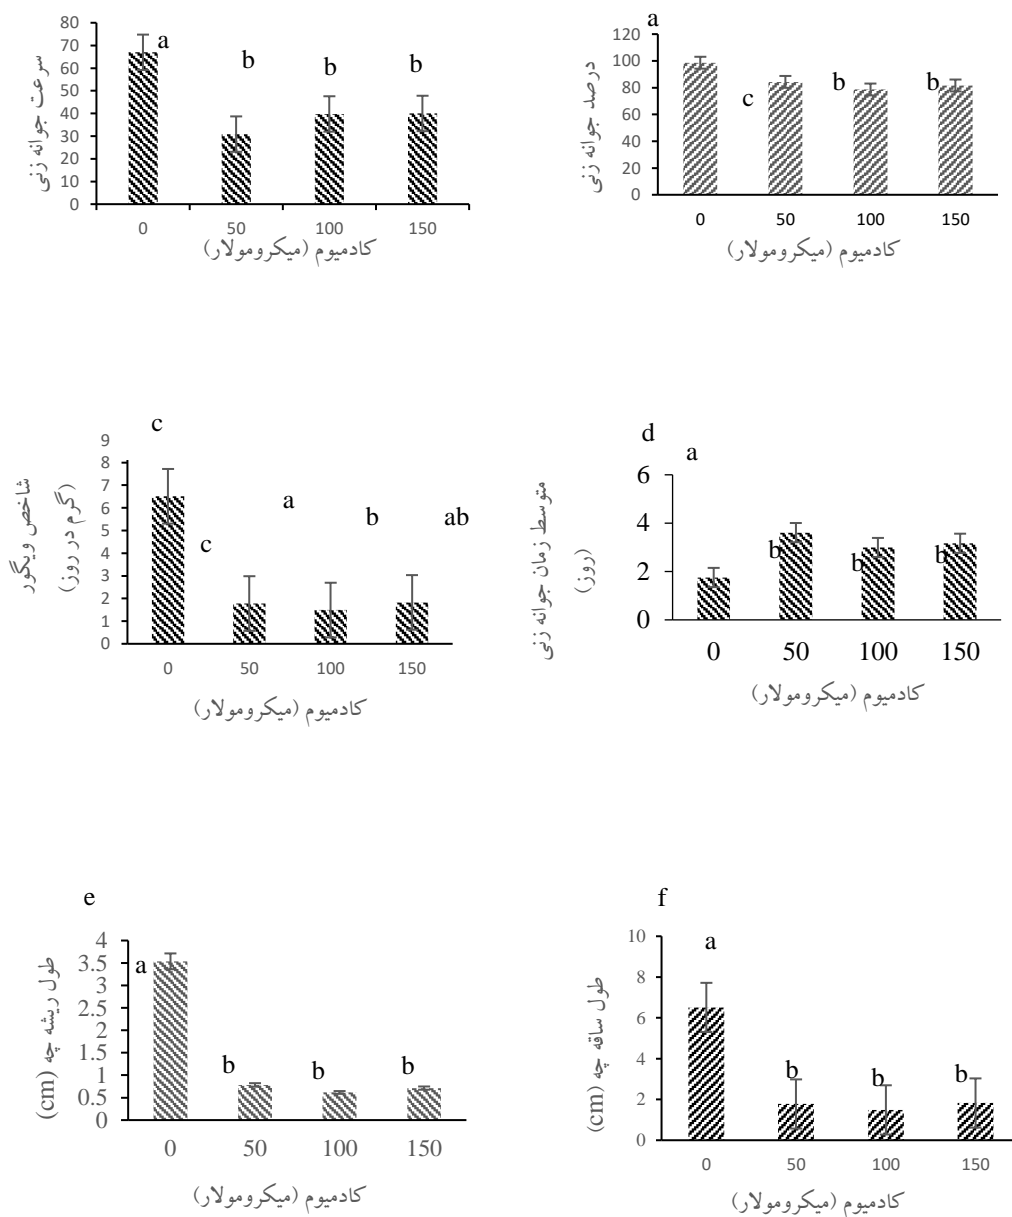 a
80
70
60
50
40
30
20
10
0
a
b
b
b
0 50 100 150
سرعت جوانه زنی
کادمیوم (میکرومولار)
120
100
80
60
40
20
0
c
b
b
0 50 100 150
درصد جوانه زنی
کادمیوم (میکرومولار)
c
9
8
7
6
5
4
3
2
1
0
c
a
b
ab
0 50 100 150
شاخص ویگور
(گرم در روز)
کادمیوم (میکرومولار)
d
a
6
4
2
0
b
b
b
0 50 100 150
متوسط زمان جوانه زنی
(روز)
کادمیوم (میکرومولار)
e
4
3.5
3
2.5
2
1.5
1
0.5
0
a
b
b
b
0 50 100 150
طول ریشه چه (cm)
کادمیوم (میکرومولار)
f
10
8
6
4
2
0
a
b
b
b
0 50 100 150
طول ساقه چه (cm)
کادمیوم (میکرومولار)